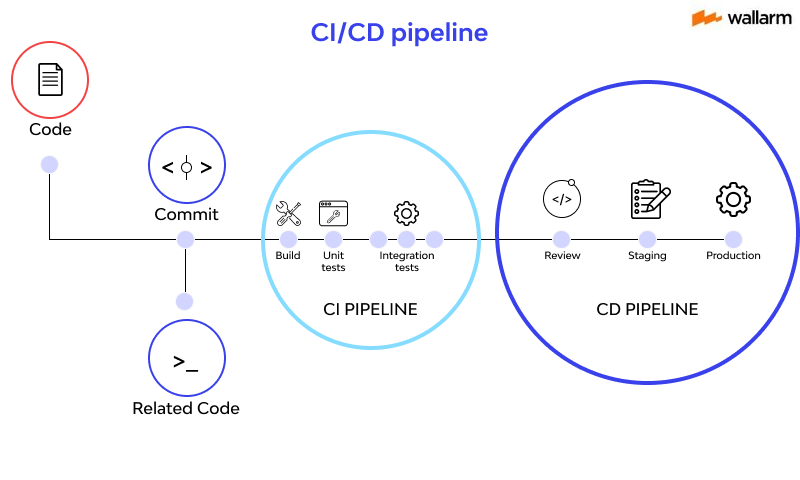 CI/CD pipeline
wallarm
Code
< >
Commit
>_
Related Code
</>
Build
Unit
tests
Integration
tests
CI PIPELINE
Review
Staging
Production
CD PIPELINE